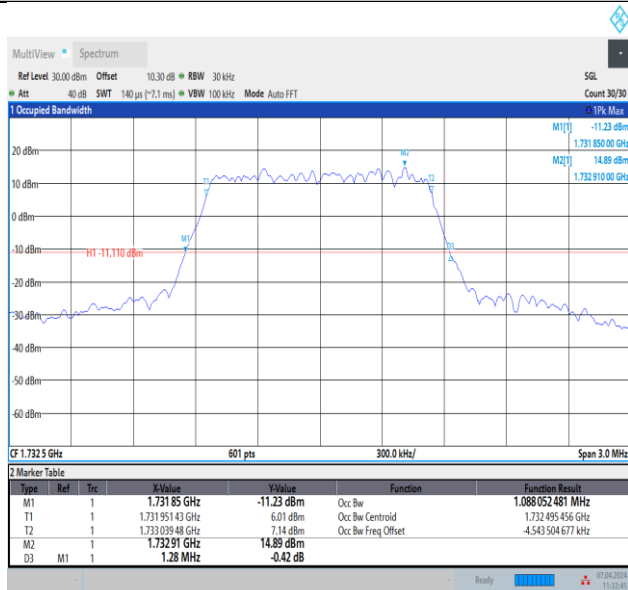 MultiView Spectrum
Ref Level 30.00 dBm Offset 10.30 dB RBW 30 kHz SGL
Att 40 dB SWT 140 µs (~7.1 ms) VBW 100 kHz Mode Auto FFT Count 30/30
1 Occupied Bandwidth 1Pk Max
M1[1] -11.23 dBm
1.731 850 00 GHz
M2[1] 14.89 dBm
1.732 910 00 GHz
20 dBm
10 dBm
0 dBm
-10 dBm
-20 dBm
-30 dBm
-40 dBm
-50 dBm
-60 dBm
H1 -11.110 dBm
M1
T1
M2
T2
D3
CF 1.732 5 GHz 601 pts 300.0 kHz/ Span 3.0 MHz
2 Marker Table
Type Ref Trc X-Value Y-Value Function Function Result
M1 1 1.731 85 GHz -11.23 dBm Occ Bw 1.088 052 481 MHz
T1 1 1.731 951 43 GHz 6.01 dBm Occ Bw Centroid 1.732 495 456 GHz
T2 1 1.733 039 48 GHz 7.14 dBm Occ Bw Freq Offset -4.543 504 677 kHz
M2 1 1.732 91 GHz 14.89 dBm
D3 M1 1 1.28 MHz -0.42 dB
Ready 07.04.2024
11:32:45